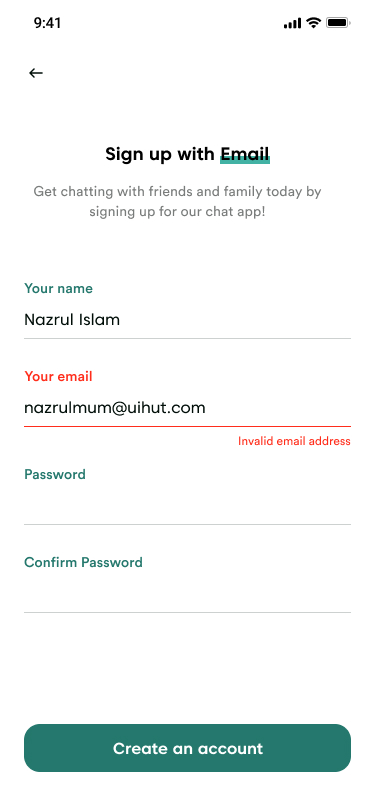 9:41
Sign up with Email
Get chatting with friends and family today by
signing up for our chat app!
Your name
Nazrul Islam
Your email
nazrulmum@uihut.com
Invalid email address
Password
Confirm Password
Create an account